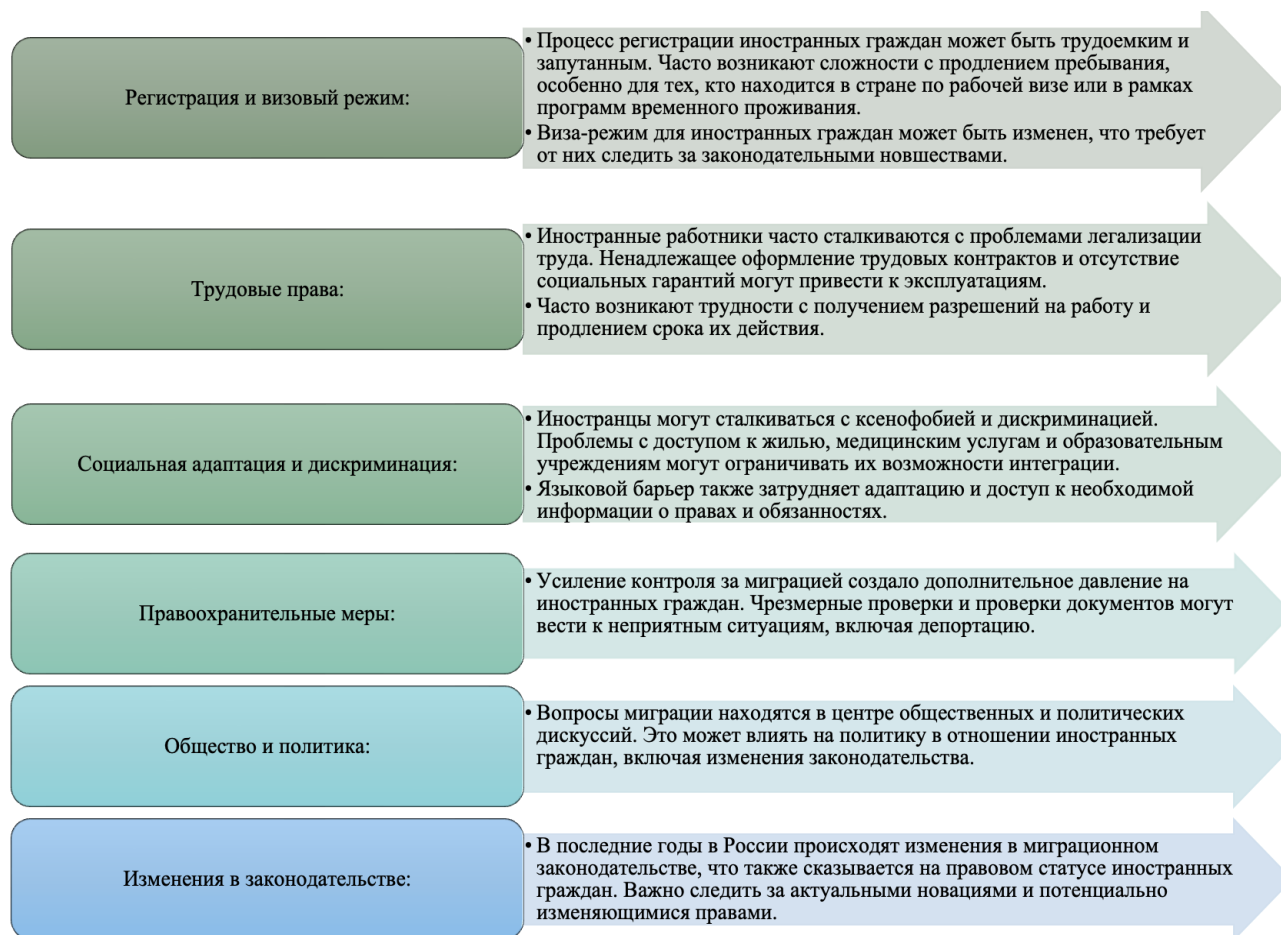 Регистрация и визовый режим:
• Процесс регистрации иностранных граждан может быть трудоемким и
запутанным. Часто возникают сложности с продлением пребывания,
особенно для тех, кто находится в стране по рабочей визе или в рамках
программ временного проживания.
• Виза-режим для иностранных граждан может быть изменен, что требует
от них следить за законодательными новшествами.
Трудовые права:
• Иностранные работники часто сталкиваются с проблемами легализации
труда. Ненадлежащее оформление трудовых контрактов и отсутствие
социальных гарантий могут привести к эксплуатациям.
• Часто возникают трудности с получением разрешений на работу и
продлением срока их действия.
Социальная адаптация и дискриминация:
• Иностранцы могут сталкиваться с ксенофобией и дискриминацией.
Проблемы с доступом к жилью, медицинским услугам и образовательным
учреждениям могут ограничивать их возможности интеграции.
• Языковой барьер также затрудняет адаптацию и доступ к необходимой
информации о правах и обязанностях.
Правоохранительные меры:
• Усиление контроля за миграцией создало дополнительное давление на
иностранных граждан. Чрезмерные проверки и проверки документов могут
вести к неприятным ситуациям, включая депортацию.
Общество и политика:
• Вопросы миграции находятся в центре общественных и политических
дискуссий. Это может влиять на политику в отношении иностранных
граждан, включая изменения законодательства.
Изменения в законодательстве:
• В последние годы в России происходят изменения в миграционном
законодательстве, что также сказывается на правовом статусе иностранных
граждан. Важно следить за актуальными новациями и потенциально
изменяющимися правами.